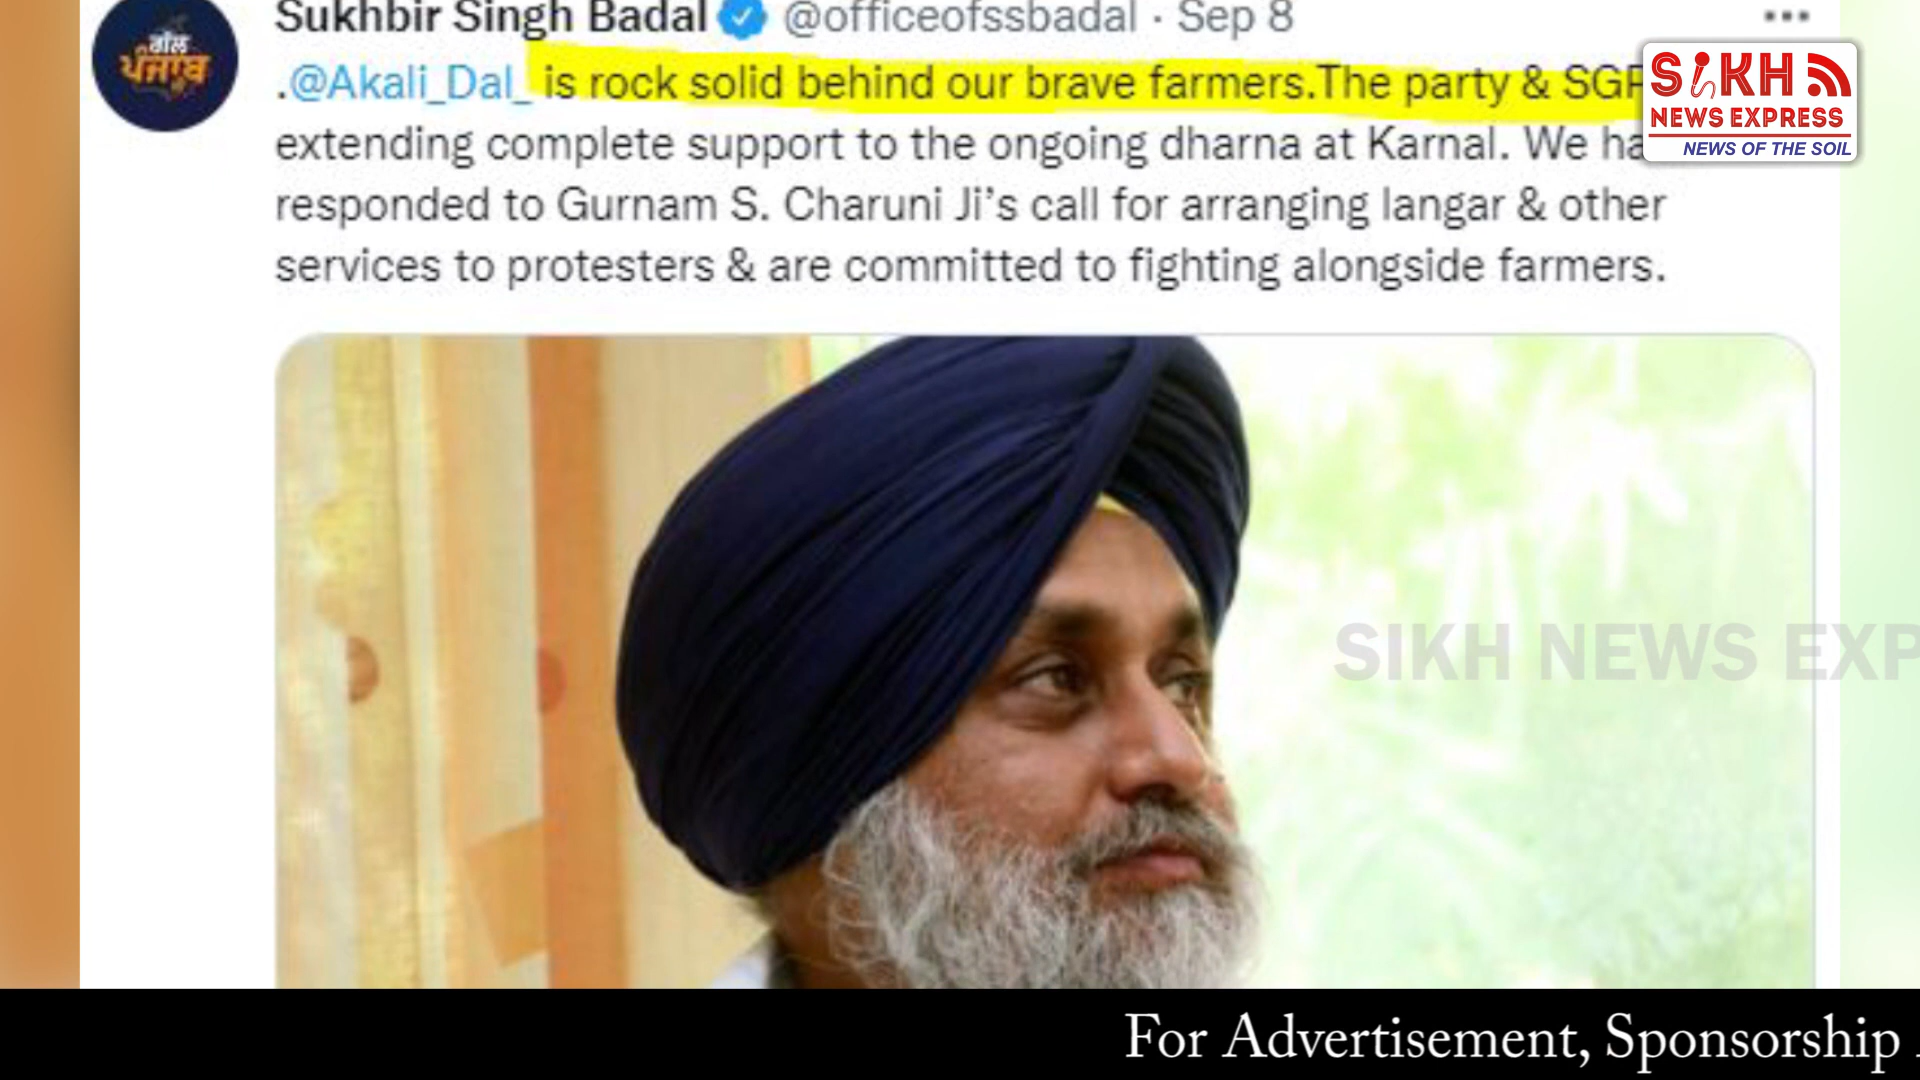 Sukhbir Singh Badal @officeofssbadal · Sep 8
ਗੱਲ
ਪੰਜਾਬ
.@Akali_Dal_ is rock solid behind our brave farmers.The party &
extending complete support to the ongoing dharna at Karnal. We
responded to Gurnam S. Charuni Ji’s call for arranging langar & other
services to protesters & are committed to fighting alongside farmers.
SIKH
NEWS EXPRESS
NEWS OF THE SOIL
SIKH NEWS EXP
For Advertisement, Sponsorship